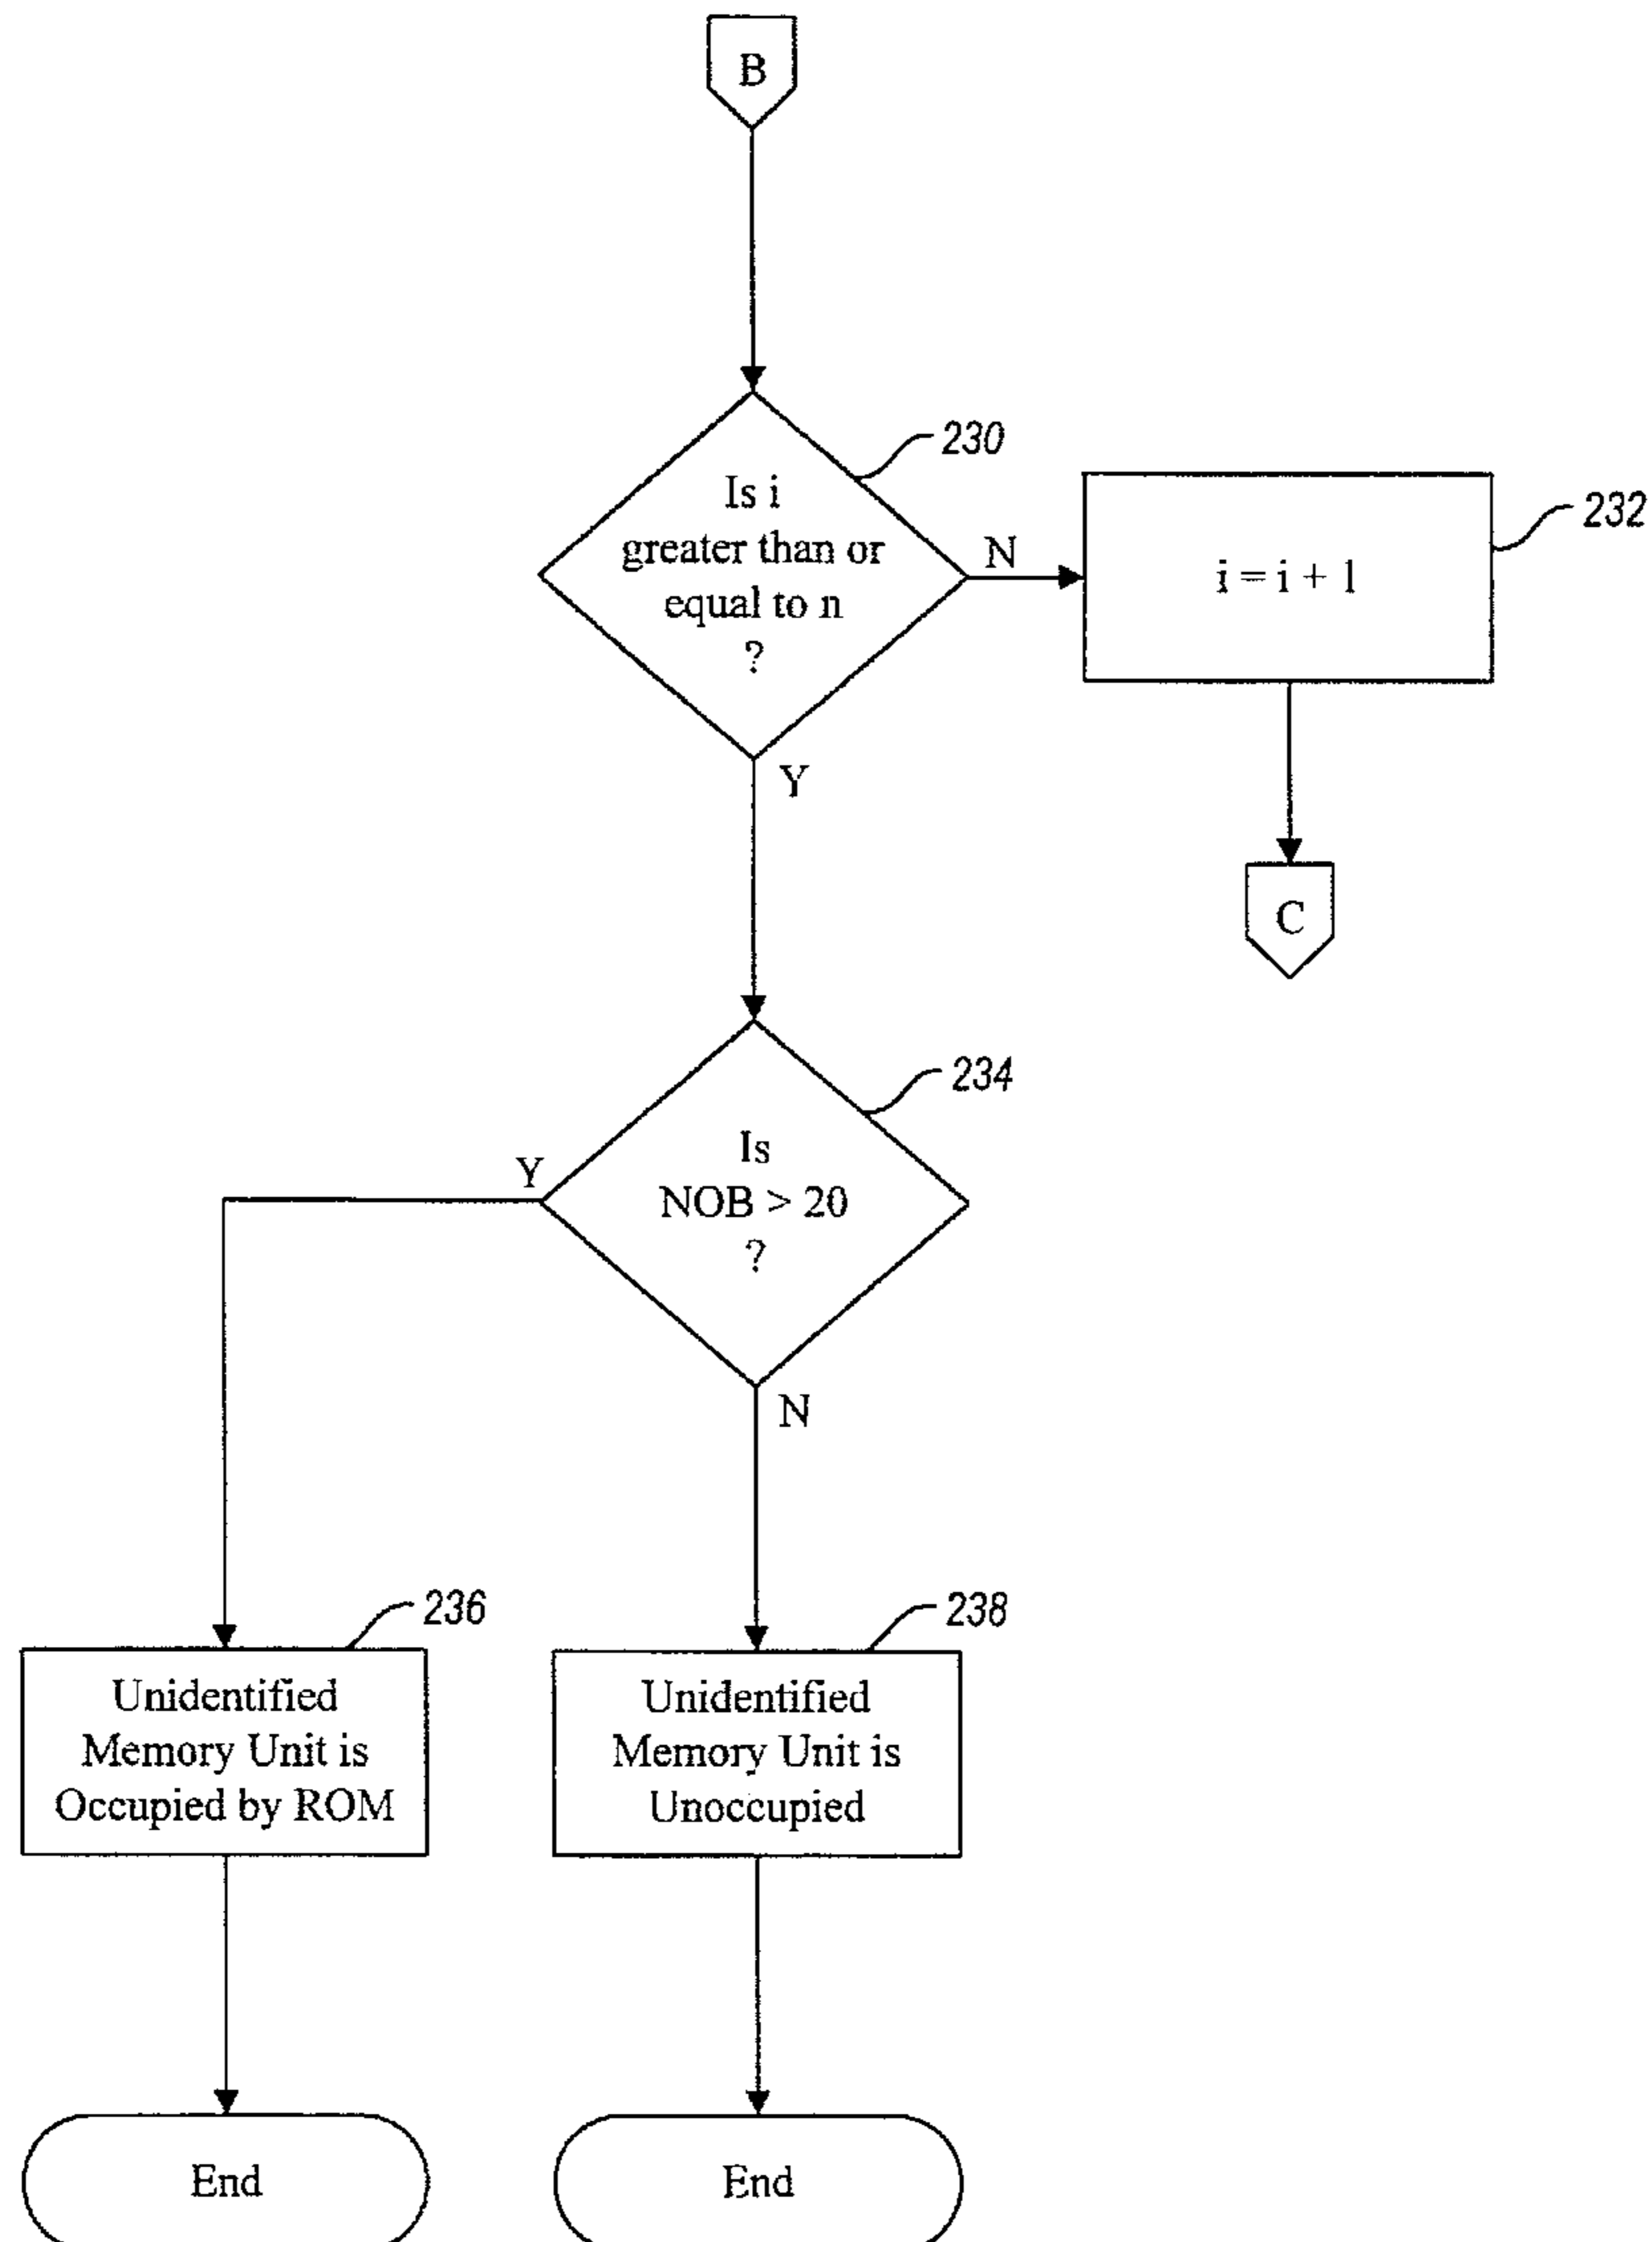 B
230
Is i
greater than or
equal to n
?
N
i = i + 1
232
Y
C
234
Is
NOB > 20
?
Y
N
236
Unidentified
Memory Unit is
Occupied by ROM
238
Unidentified
Memory Unit is
Unoccupied
End
End